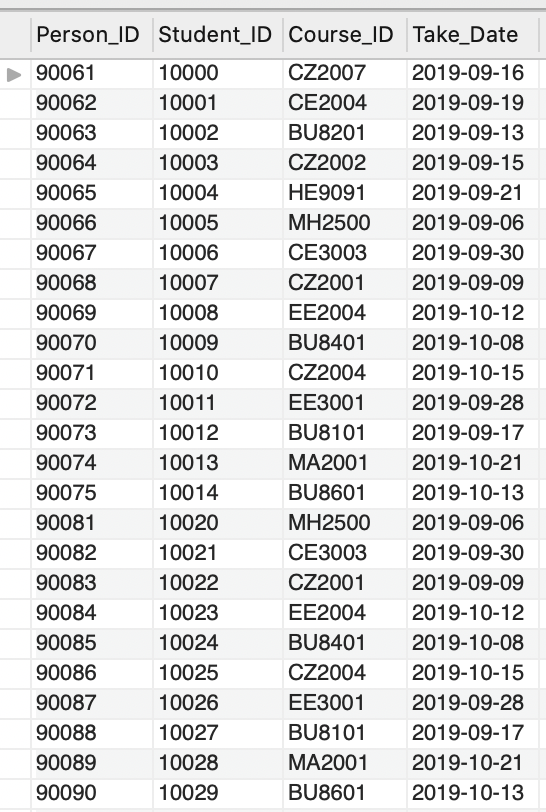 Person_ID Student_ID Course_ID Take_Date
90061 10000 CZ2007 2019-09-16
90062 10001 CE2004 2019-09-19
90063 10002 BU8201 2019-09-13
90064 10003 CZ2002 2019-09-15
90065 10004 HE9091 2019-09-21
90066 10005 MH2500 2019-09-06
90067 10006 CE3003 2019-09-30
90068 10007 CZ2001 2019-09-09
90069 10008 EE2004 2019-10-12
90070 10009 BU8401 2019-10-08
90071 10010 CZ2004 2019-10-15
90072 10011 EE3001 2019-09-28
90073 10012 BU8101 2019-09-17
90074 10013 MA2001 2019-10-21
90075 10014 BU8601 2019-10-13
90081 10020 MH2500 2019-09-06
90082 10021 CE3003 2019-09-30
90083 10022 CZ2001 2019-09-09
90084 10023 EE2004 2019-10-12
90085 10024 BU8401 2019-10-08
90086 10025 CZ2004 2019-10-15
90087 10026 EE3001 2019-09-28
90088 10027 BU8101 2019-09-17
90089 10028 MA2001 2019-10-21
90090 10029 BU8601 2019-10-13